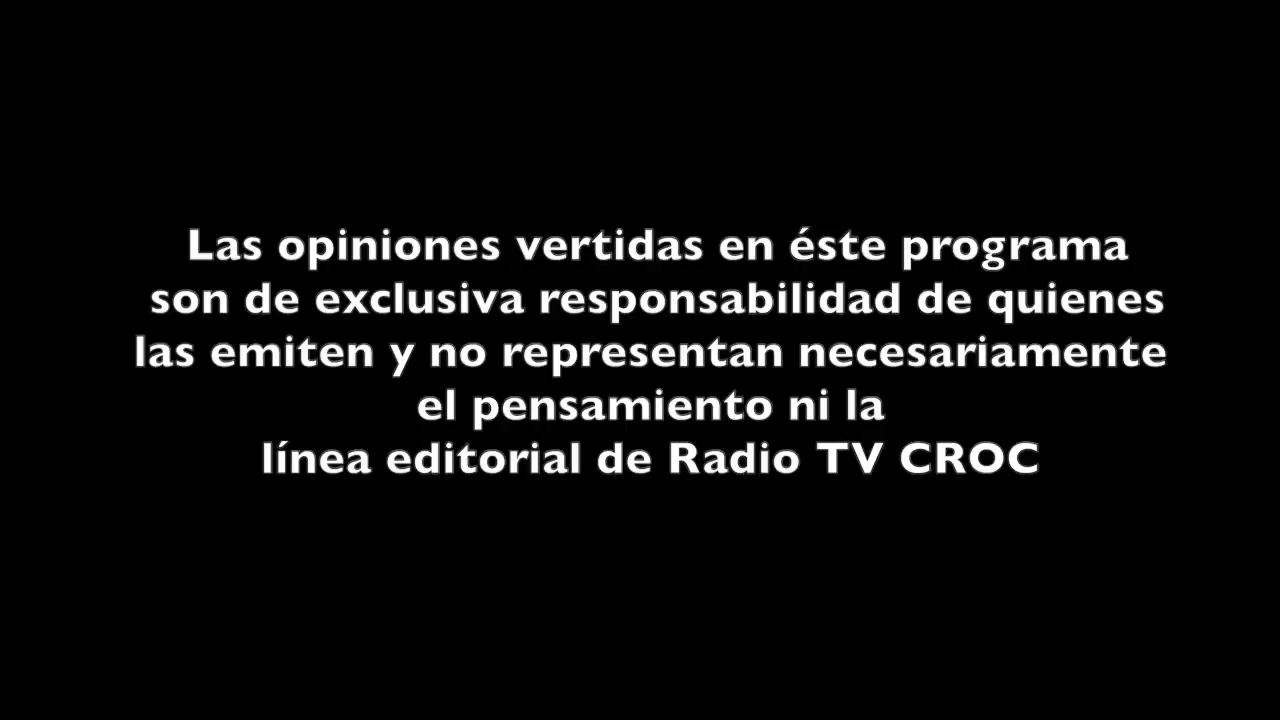 Las opiniones vertidas en éste programa
son de exclusiva responsabilidad de quienes
las emiten y no representan necesariamente
el pensamiento ni la
línea editorial de Radio TV CROC